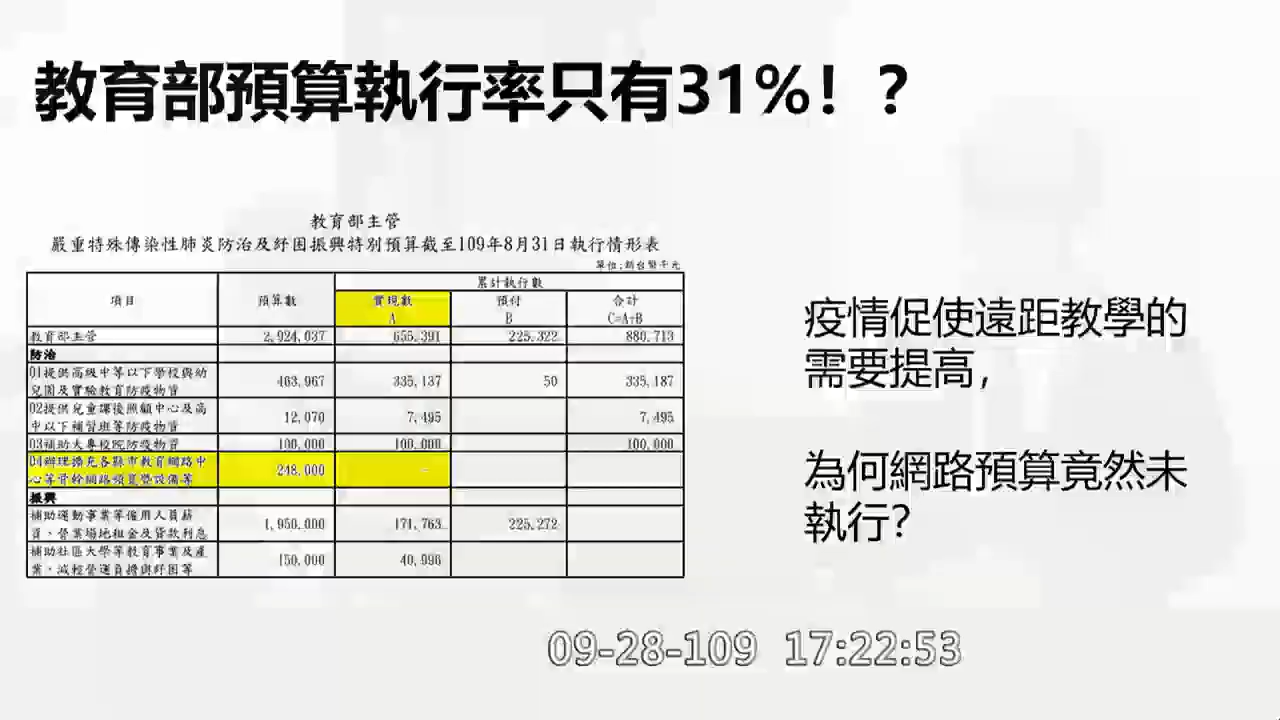 教育部預算執行率只有31%！？
教育部主管
嚴重特殊傳染性肺炎防治及紓困振興特別預算截至109年8月31日執行情形表
單位:新台幣千元
項目 預算數 累計執行數
實現數 預付 合計
A B C=A+B
教育部主管 2,924,037 655,391 225,322 880,713
防治
01提供高級中等以下學校與幼
兒園及實驗教育防疫物資 463,967 335,137 50 335,187
02提供兒童課後照顧中心及高
中以下補習班等防疫物資 12,070 7,495 7,495
03補助大專校院防疫物資 100,000 100,000 100,000
04辦理擴充各縣市教育網路中
心等骨幹網路頻寬暨設備等 248,000 -
振興
補助運動事業等僱用人員薪
資、營業場地租金及貸款利息 1,950,000 171,763 225,272
補助社區大學等教育事業及產
業、減輕營運負擔與紓困等 150,000 40,996
疫情促使遠距教學的
需要提高,
為何網路預算竟然未
執行?
09-28-109 17:22:53